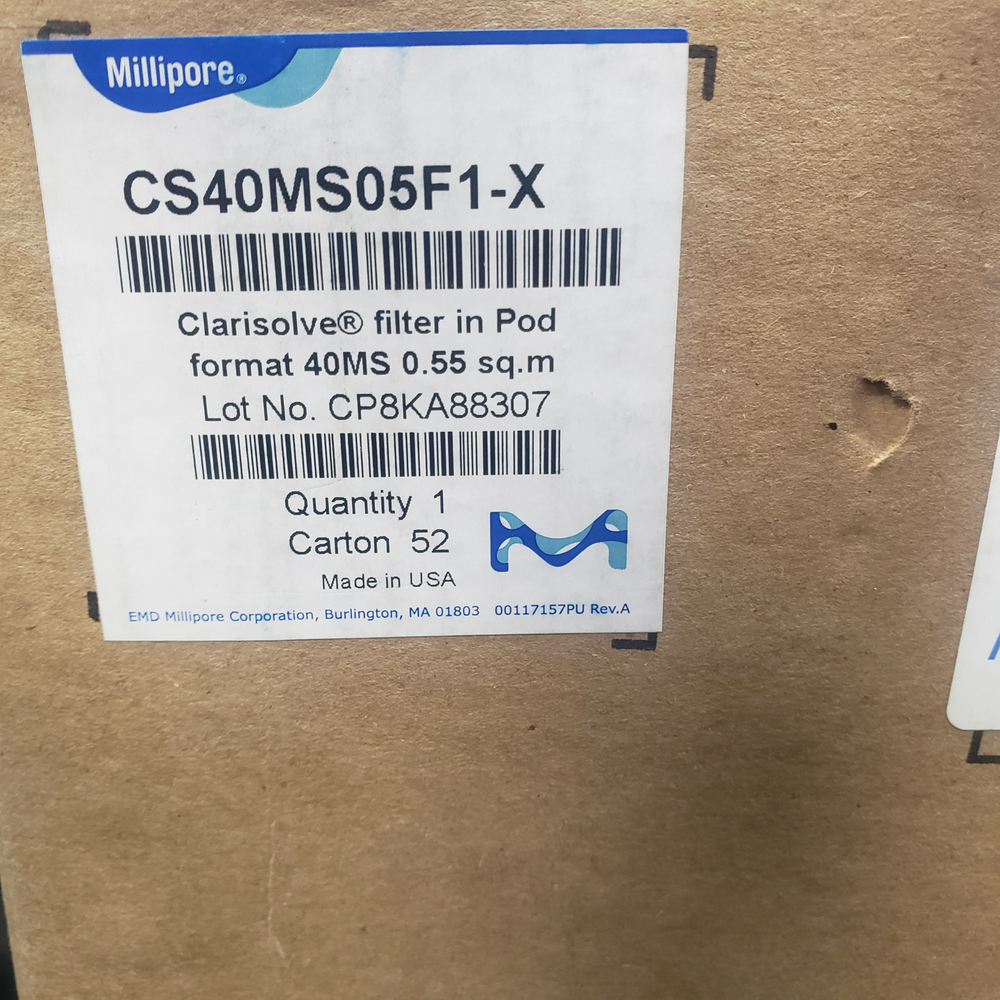 Millipore®
CS40MS05F1-X
Clarisolve® filter in Pod
format 40MS 0.55 sq.m
Lot No. CP8KA88307
Quantity 1
Carton 52
Made in USA
EMD Millipore Corporation, Burlington, MA 01803 00117157PU Rev.A